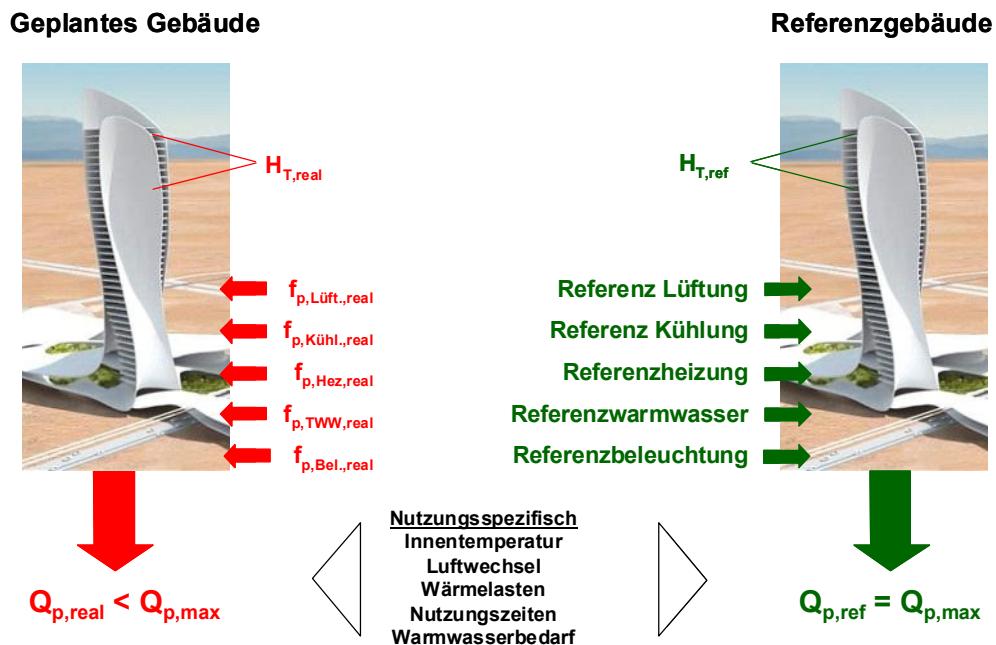 Geplantes Gebäude
Referenzgebäude
H_T,real
H_T,ref
f_p,Lüft.,real
Referenz Lüftung
f_p,Kühl.,real
Referenz Kühlung
f_p,Hez,real
Referenzheizung
f_p,TWW,real
Referenzwarmwasser
f_p,Bel.,real
Referenzbeleuchtung
Nutzungsspezifisch
Innentemperatur
Luftwechsel
Wärmelasten
Nutzungszeiten
Warmwasserbedarf
Q_p,real < Q_p,max
Q_p,ref = Q_p,max